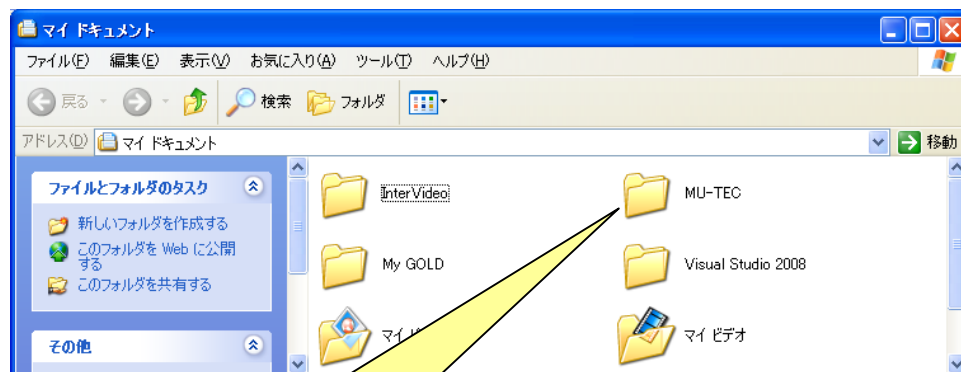 マイ ドキュメント
ファイル(F) 編集(E) 表示(V) お気に入り(A) ツール(T) ヘルプ(H)
戻る 検索 フォルダ
アドレス(D) マイ ドキュメント 移動
ファイルとフォルダのタスク
新しいフォルダを作成する
このフォルダを Web に公開
する
このフォルダを共有する
その他
InterVideo
MU-TEC
My GOLD
Visual Studio 2008
マイ
マイ ビデオ